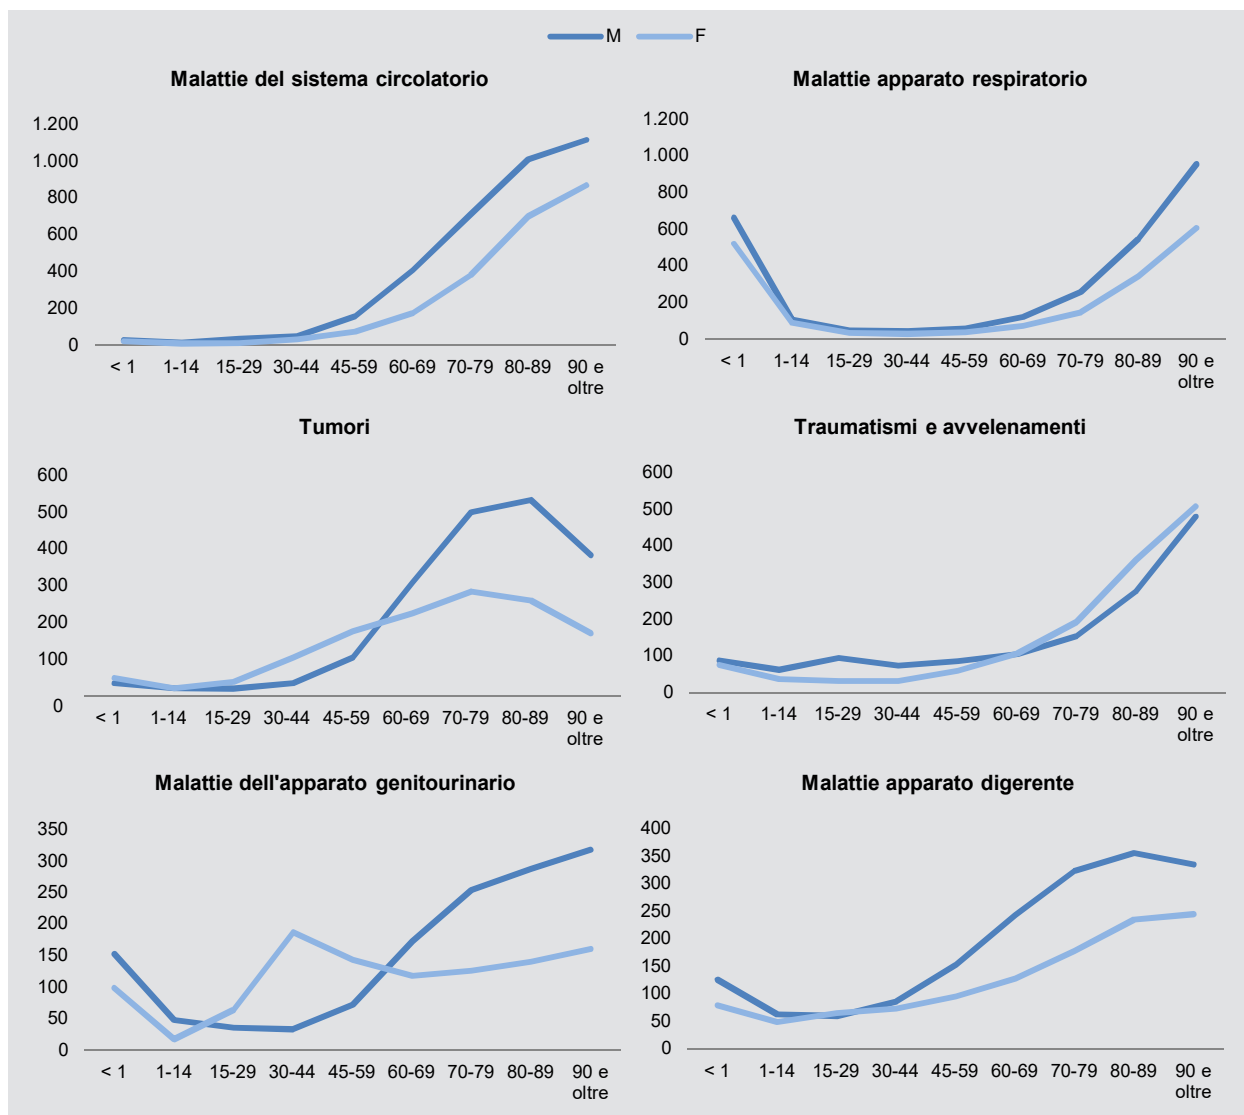 M F
Malattie del sistema circolatorio
1.200
1.000
800
600
400
200
0
< 1 1-14 15-29 30-44 45-59 60-69 70-79 80-89 90 e
oltre
Malattie apparato respiratorio
1.200
1.000
800
600
400
200
0
< 1 1-14 15-29 30-44 45-59 60-69 70-79 80-89 90 e
oltre
Tumori
600
500
400
300
200
100
0
< 1 1-14 15-29 30-44 45-59 60-69 70-79 80-89 90 e
oltre
Traumatismi e avvelenamenti
600
500
400
300
200
100
0
< 1 1-14 15-29 30-44 45-59 60-69 70-79 80-89 90 e
oltre
Malattie dell'apparato genitourinario
350
300
250
200
150
100
50
0
< 1 1-14 15-29 30-44 45-59 60-69 70-79 80-89 90 e
oltre
Malattie apparato digerente
400
350
300
250
200
150
100
50
0
< 1 1-14 15-29 30-44 45-59 60-69 70-79 80-89 90 e
oltre